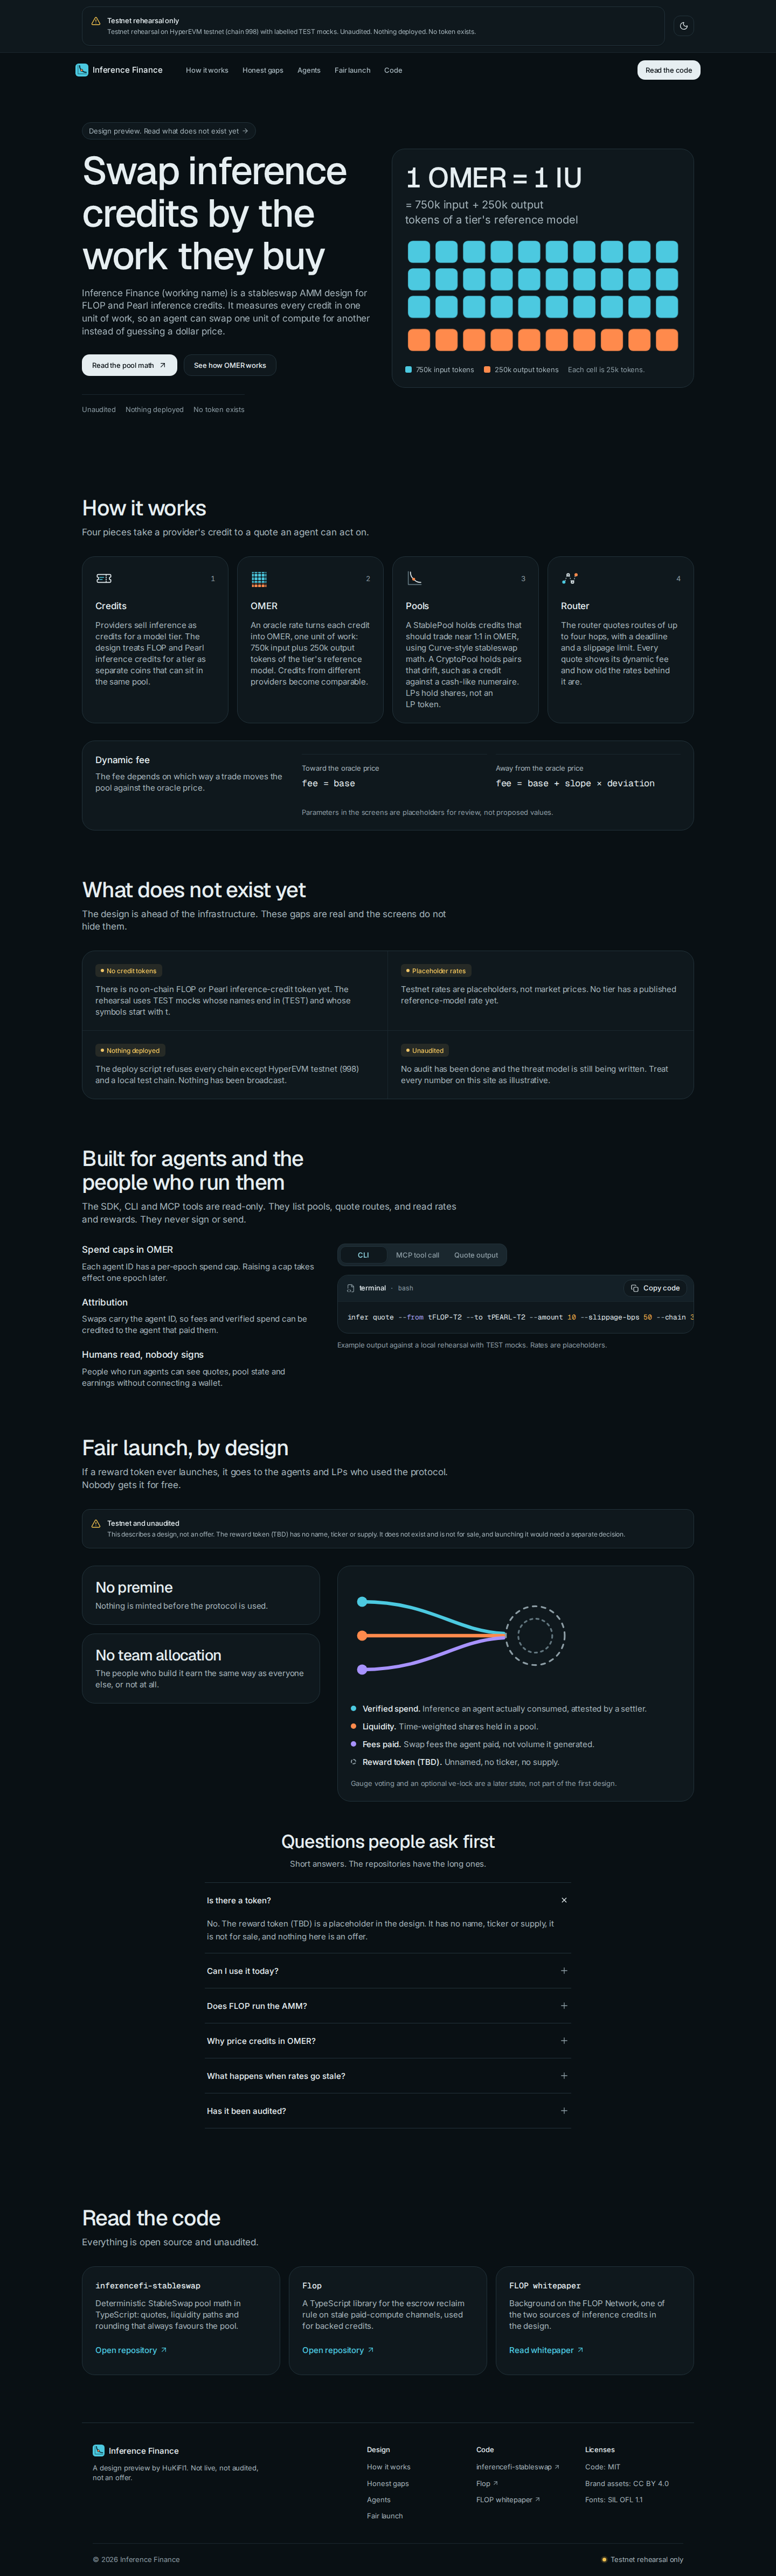 Testnet rehearsal only
Testnet rehearsal on HyperEVM testnet (chain 998) with labelled TEST mocks. Unaudited. Nothing deployed. No token exists.
Inference Finance
How it works
Honest gaps
Agents
Fair launch
Code
Read the code
Design preview. Read what does not exist yet →
Swap inference
credits by the
work they buy
Inference Finance (working name) is a stableswap AMM design for
FLOP and Pearl inference credits. It measures every credit in one
unit of work, so an agent can swap one unit of compute for another
instead of guessing a dollar price.
Read the pool math ↗
See how OMER works
Unaudited
Nothing deployed
No token exists
1 OMER = 1 IU
= 750k input + 250k output
tokens of a tier's reference model
750k input tokens
250k output tokens
Each cell is 25k tokens.
How it works
Four pieces take a provider's credit to a quote an agent can act on.
1
Credits
Providers sell inference as
credits for a model tier. The
design treats FLOP and Pearl
inference credits for a tier as
separate coins that can sit in
the same pool.
2
OMER
An oracle rate turns each credit
into OMER, one unit of work:
750k input plus 250k output
tokens of the tier's reference
model. Credits from different
providers become comparable.
3
Pools
A StablePool holds credits that
should trade near 1:1 in OMER,
using Curve-style stableswap
math. A CryptoPool holds pairs
that drift, such as a credit
against a cash-like numeraire.
LPs hold shares, not an
LP token.
4
Router
The router quotes routes of up
to four hops, with a deadline
and a slippage limit. Every
quote shows its dynamic fee
and how old the rates behind
it are.
Dynamic fee
The fee depends on which way a trade moves the
pool against the oracle price.
Toward the oracle price
fee = base
Away from the oracle price
fee = base + slope × deviation
Parameters in the screens are placeholders for review, not proposed values.
What does not exist yet
The design is ahead of the infrastructure. These gaps are real and the screens do not
hide them.
No credit tokens
There is no on-chain FLOP or Pearl inference-credit token yet. The
rehearsal uses TEST mocks whose names end in (TEST) and whose
symbols start with t.
Placeholder rates
Testnet rates are placeholders, not market prices. No tier has a published
reference-model rate yet.
Nothing deployed
The deploy script refuses every chain except HyperEVM testnet (998)
and a local test chain. Nothing has been broadcast.
Unaudited
No audit has been done and the threat model is still being written. Treat
every number on this site as illustrative.
Built for agents and the
people who run them
The SDK, CLI and MCP tools are read-only. They list pools, quote routes, and read rates
and rewards. They never sign or send.
Spend caps in OMER
Each agent ID has a per-epoch spend cap. Raising a cap takes
effect one epoch later.
Attribution
Swaps carry the agent ID, so fees and verified spend can be
credited to the agent that paid them.
Humans read, nobody signs
People who run agents can see quotes, pool state and
earnings without connecting a wallet.
CLI
MCP tool call
Quote output
terminal · bash
Copy code
infer quote --from tFLOP-T2 --to tPEARL-T2 --amount 10 --slippage-bps 50 --chain
Example output against a local rehearsal with TEST mocks. Rates are placeholders.
Fair launch, by design
If a reward token ever launches, it goes to the agents and LPs who used the protocol.
Nobody gets it for free.
Testnet and unaudited
This describes a design, not an offer. The reward token (TBD) has no name, ticker or supply. It does not exist and is not for sale, and launching it would need a separate decision.
No premine
Nothing is minted before the protocol is used.
No team allocation
The people who build it earn the same way as everyone
else, or not at all.
Verified spend. Inference an agent actually consumed, attested by a settler.
Liquidity. Time-weighted shares held in a pool.
Fees paid. Swap fees the agent paid, not volume it generated.
Reward token (TBD). Unnamed, no ticker, no supply.
Gauge voting and an optional ve-lock are a later state, not part of the first design.
Questions people ask first
Short answers. The repositories have the long ones.
Is there a token?
No. The reward token (TBD) is a placeholder in the design. It has no name, ticker or supply, it
is not for sale, and nothing here is an offer.
Can I use it today?
Does FLOP run the AMM?
Why price credits in OMER?
What happens when rates go stale?
Has it been audited?
Read the code
Everything is open source and unaudited.
inferencefi-stableswap
Deterministic StableSwap pool math in
TypeScript: quotes, liquidity paths and
rounding that always favours the pool.
Open repository ↗
Flop
A TypeScript library for the escrow reclaim
rule on stale paid-compute channels, used
for backed credits.
Open repository ↗
FLOP whitepaper
Background on the FLOP Network, one of
the two sources of inference credits in
the design.
Read whitepaper ↗
Inference Finance
A design preview by HuKiFi1. Not live, not audited,
not an offer.
Design
How it works
Honest gaps
Agents
Fair launch
Code
inferencefi-stableswap ↗
Flop ↗
FLOP whitepaper ↗
Licenses
Code: MIT
Brand assets: CC BY 4.0
Fonts: SIL OFL 1.1
© 2026 Inference Finance
Testnet rehearsal only